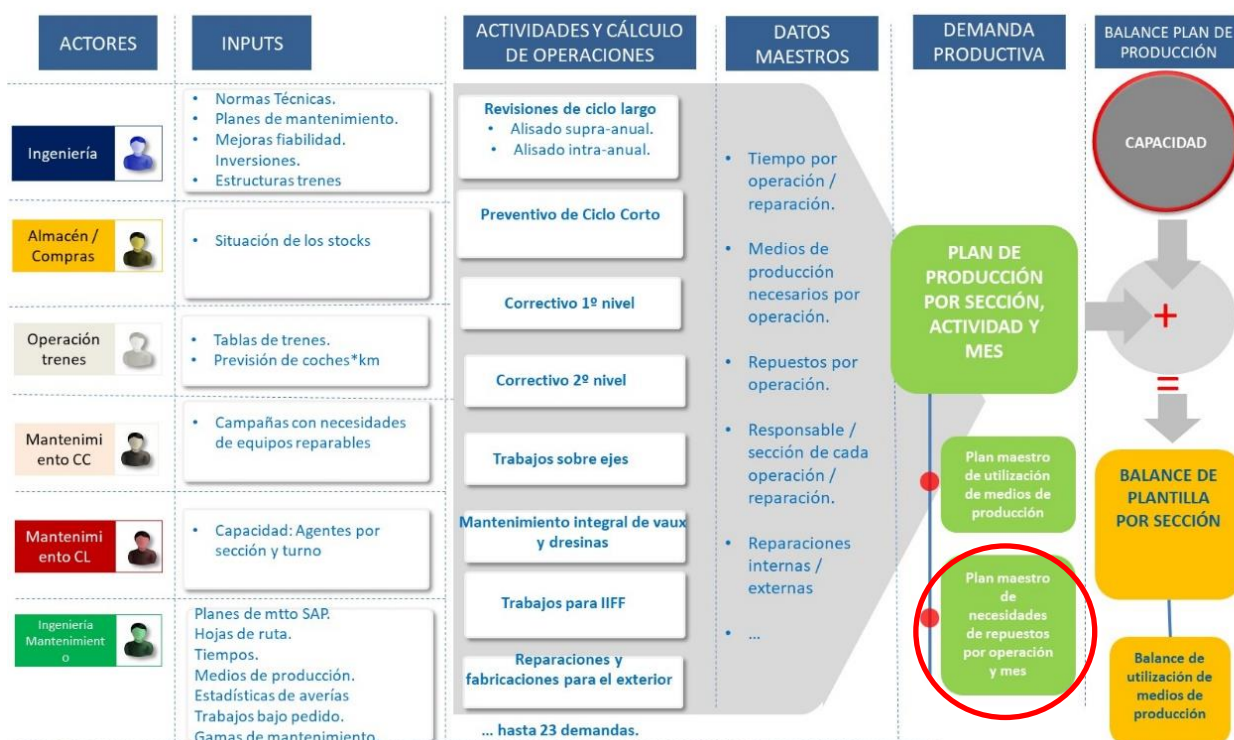 ACTORES
INPUTS
ACTIVIDADES Y CÁLCULO
DE OPERACIONES
DATOS
MAESTROS
DEMANDA
PRODUCTIVA
BALANCE PLAN DE
PRODUCCIÓN
Ingeniería
• Normas Técnicas.
• Planes de mantenimiento.
• Mejoras fiabilidad.
Inversiones.
• Estructuras trenes
Almacén /
Compras
• Situación de los stocks
Operación
trenes
• Tablas de trenes.
• Previsión de coches*km
Mantenimi
ento CC
• Campañas con necesidades
de equipos reparables
Mantenimi
ento CL
• Capacidad: Agentes por
sección y turno
Ingeniería
Mantenimient
o
Planes de mtto SAP.
Hojas de ruta.
Tiempos.
Medios de producción.
Estadísticas de averías
Trabajos bajo pedido.
Gamas de mantenimiento
Revisiones de ciclo largo
• Alisado supra-anual.
• Alisado intra-anual.
Preventivo de Ciclo Corto
Correctivo 1º nivel
Correctivo 2º nivel
Trabajos sobre ejes
Mantenimiento integral de vaux
y dresinas
Trabajos para IIFF
Reparaciones y
fabricaciones para el exterior
... hasta 23 demandas.
• Tiempo por
operación /
reparación.
• Medios de
producción
necesarios por
operación.
• Repuestos por
operación.
• Responsable /
sección de cada
operación /
reparación.
• Reparaciones
internas /
externas
• ...
PLAN DE
PRODUCCIÓN
POR SECCIÓN,
ACTIVIDAD Y
MES
Plan maestro
de utilización
de medios de
producción
Plan maestro
de
necesidades
de repuestos
por operación
y mes
CAPACIDAD
+
=
BALANCE DE
PLANTILLA
POR SECCIÓN
Balance de
utilización de
medios de
producción